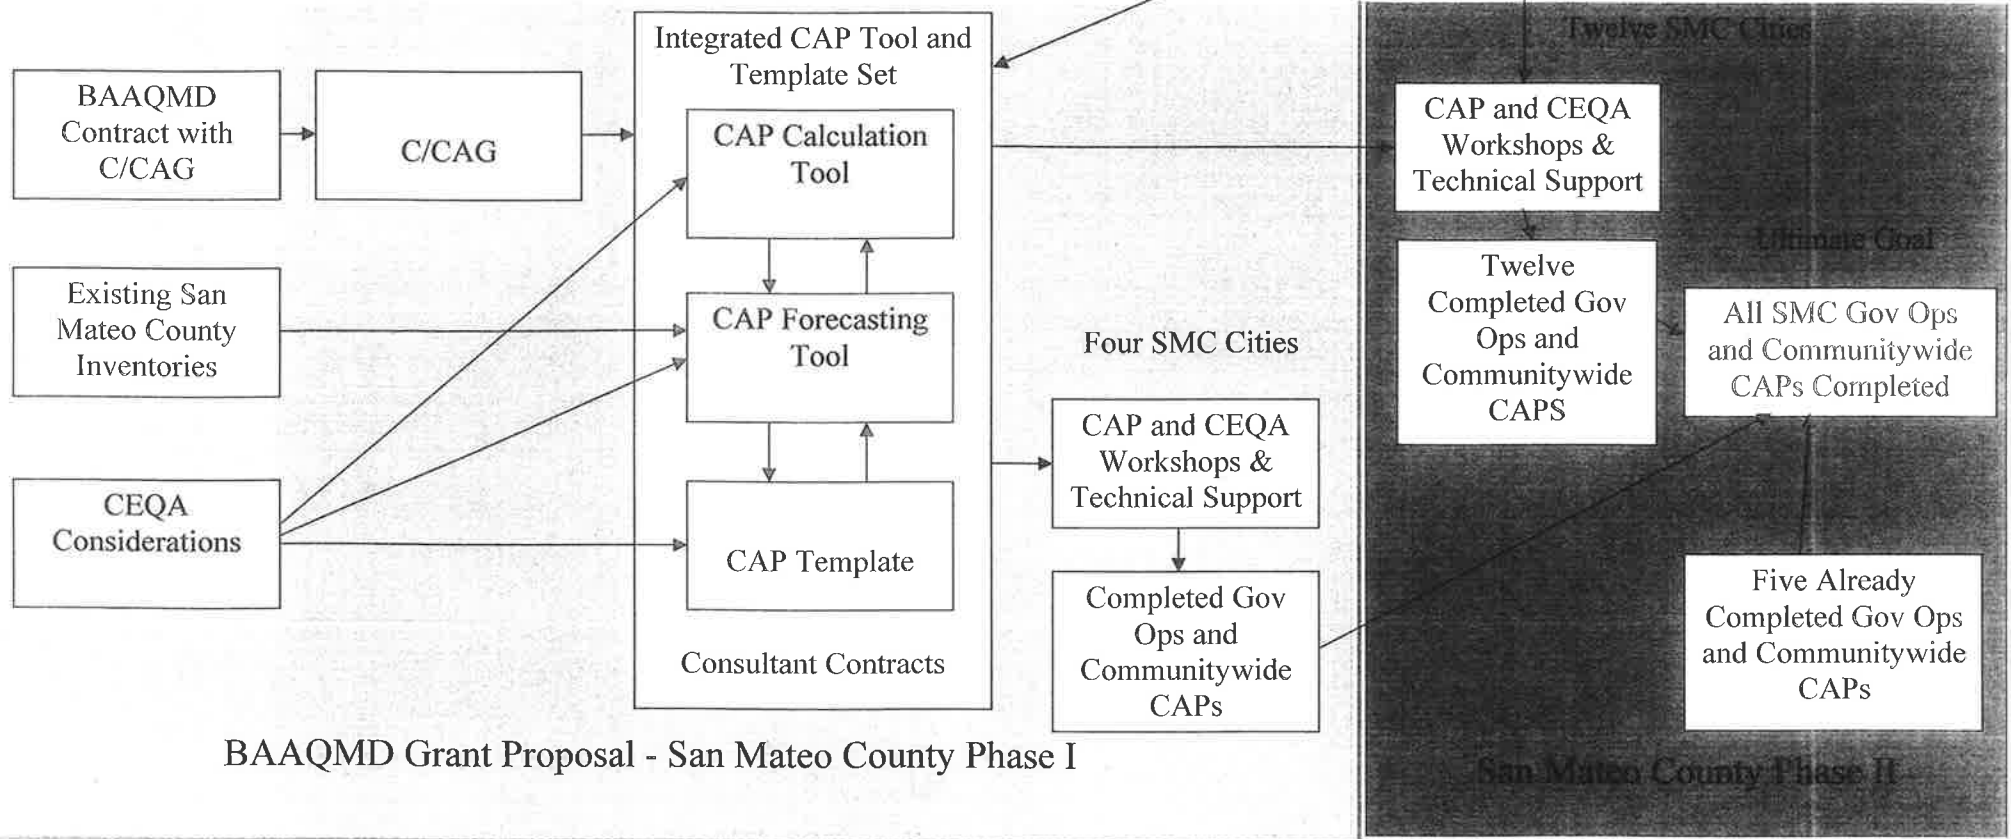 BAAQMD
Contract with
C/CAG
C/CAG
Integrated CAP Tool and
Template Set
CAP Calculation
Tool
Existing San
Mateo County
Inventories
CAP Forecasting
Tool
CEQA
Considerations
CAP Template
Consultant Contracts
Four SMC Cities
CAP and CEQA
Workshops &
Technical Support
Completed Gov
Ops and
Communitywide
CAPs
BAAQMD Grant Proposal - San Mateo County Phase I
Twelve SMC Cities
CAP and CEQA
Workshops &
Technical Support
Twelve
Completed Gov
Ops and
Communitywide
CAPS
Ultimate Goal
All SMC Gov Ops
and Communitywide
CAPs Completed
Five Already
Completed Gov Ops
and Communitywide
CAPs
San Mateo County Phase II